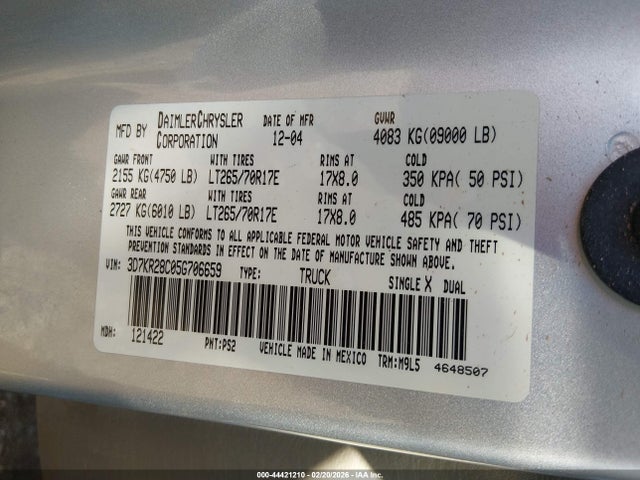 MFD BY DAIMLERCHRYSLER CORPORATION DATE OF MFR 12-04 GVWR 4083 KG(09000 LB)
GAWR FRONT WITH TIRES RIMS AT COLD
2155 KG(4750 LB) LT265/70R17E 17X8.0 350 KPA( 50 PSI)
GAWR REAR WITH TIRES RIMS AT COLD
2727 KG(6010 LB) LT265/70R17E 17X8.0 485 KPA( 70 PSI)
THIS VEHICLE CONFORMS TO ALL APPLICABLE FEDERAL MOTOR VEHICLE SAFETY AND THEFT
PREVENTION STANDARDS IN EFFECT ON THE DATE OF MANUFACTURE SHOWN ABOVE.
VIN: 3D7KR28C05G706659 TYPE: TRUCK SINGLE X DUAL
MDH: 121422 PNT:PS2 VEHICLE MADE IN MEXICO TRM:M9L5 4648507
000-44421210 - 02/20/2026 - Copyright IAA, Inc.